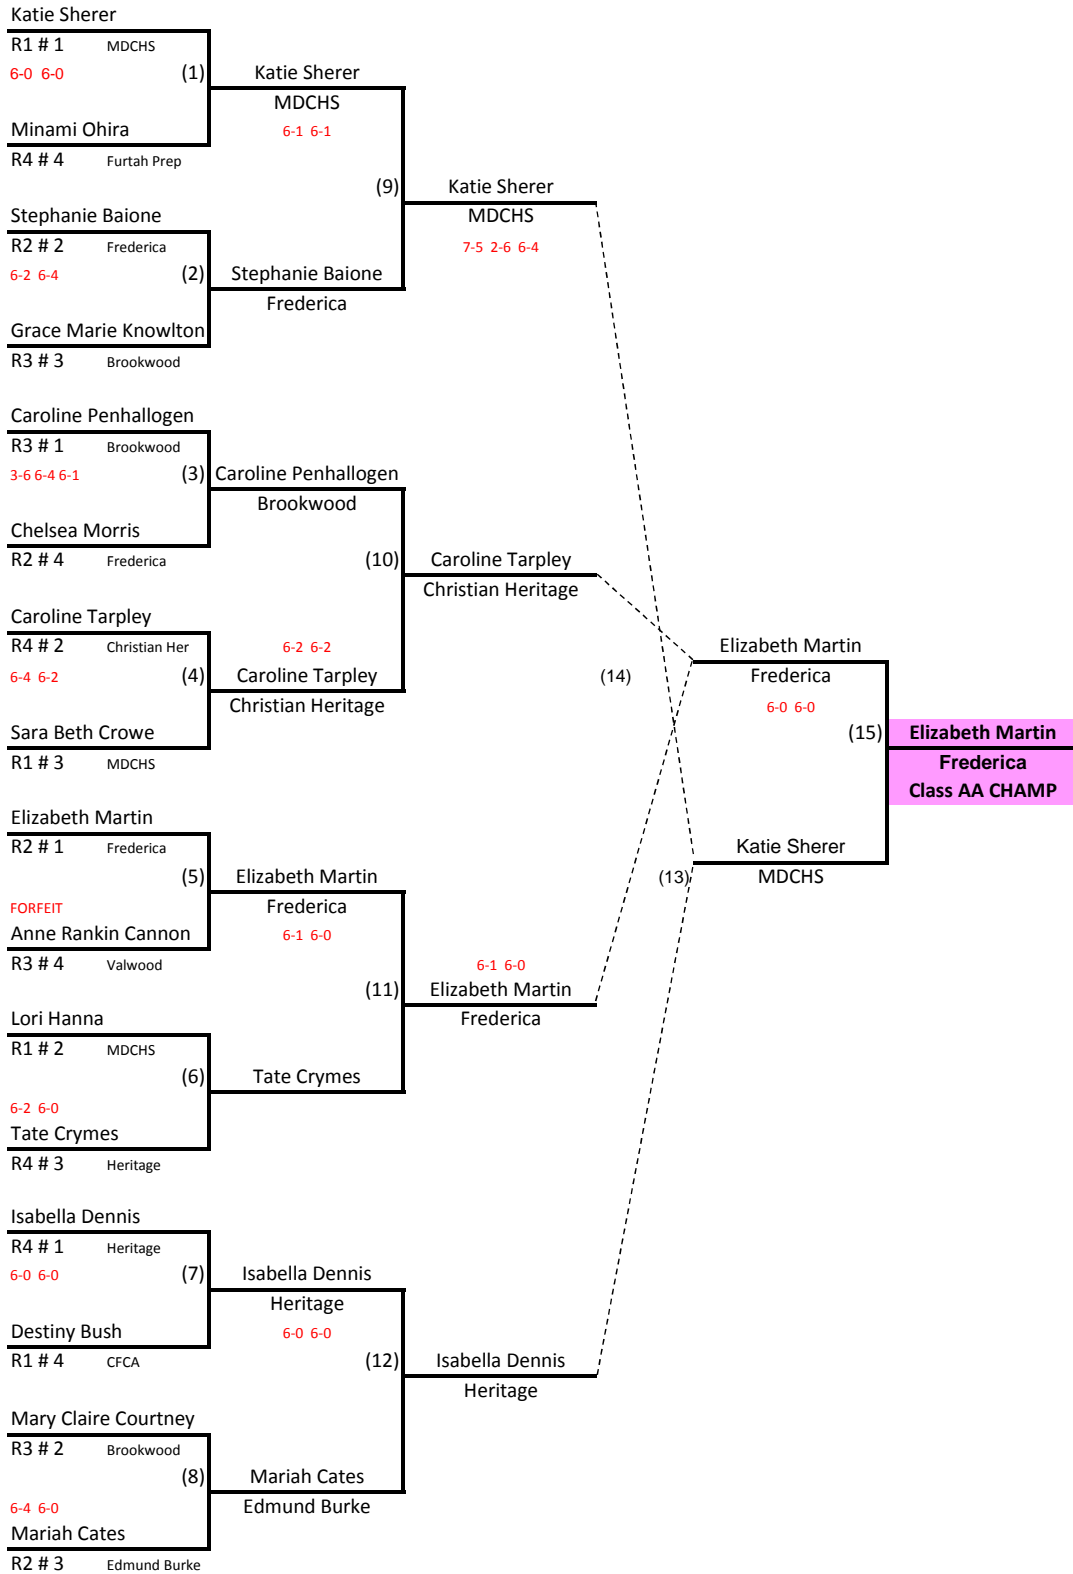 Katie Sherer
R1 # 1 MDCHS
6-0 6-0 (1)
Minami Ohira
R4 # 4 Furtah Prep
Stephanie Baione
R2 # 2 Frederica
6-2 6-4 (2)
Grace Marie Knowlton
R3 # 3 Brookwood
Caroline Penhallogen
R3 # 1 Brookwood
3-6 6-4 6-1 (3)
Chelsea Morris
R2 # 4 Frederica
Caroline Tarpley
R4 # 2 Christian Her
6-4 6-2 (4)
Sara Beth Crowe
R1 # 3 MDCHS
Elizabeth Martin
R2 # 1 Frederica
(5)
FORFEIT
Anne Rankin Cannon
R3 # 4 Valwood
Lori Hanna
R1 # 2 MDCHS
(6)
6-2 6-0
Tate Crymes
R4 # 3 Heritage
Isabella Dennis
R4 # 1 Heritage
6-0 6-0 (7)
Destiny Bush
R1 # 4 CFCA
Mary Claire Courtney
R3 # 2 Brookwood
(8)
6-4 6-0
Mariah Cates
R2 # 3 Edmund Burke
Katie Sherer
MDCHS
6-1 6-1
(9)
Stephanie Baione
Frederica
Caroline Penhallogen
Brookwood
(10)
6-2 6-2
Caroline Tarpley
Christian Heritage
Elizabeth Martin
Frederica
6-1 6-0
(11)
Tate Crymes
Isabella Dennis
Heritage
6-0 6-0
(12)
Mariah Cates
Edmund Burke
Katie Sherer
MDCHS
7-5 2-6 6-4
Caroline Tarpley
Christian Heritage
(14)
6-1 6-0
Elizabeth Martin
Frederica
(13)
Isabella Dennis
Heritage
Elizabeth Martin
Frederica
6-0 6-0
(15)
Katie Sherer
MDCHS
Elizabeth Martin
Frederica
Class AA CHAMP